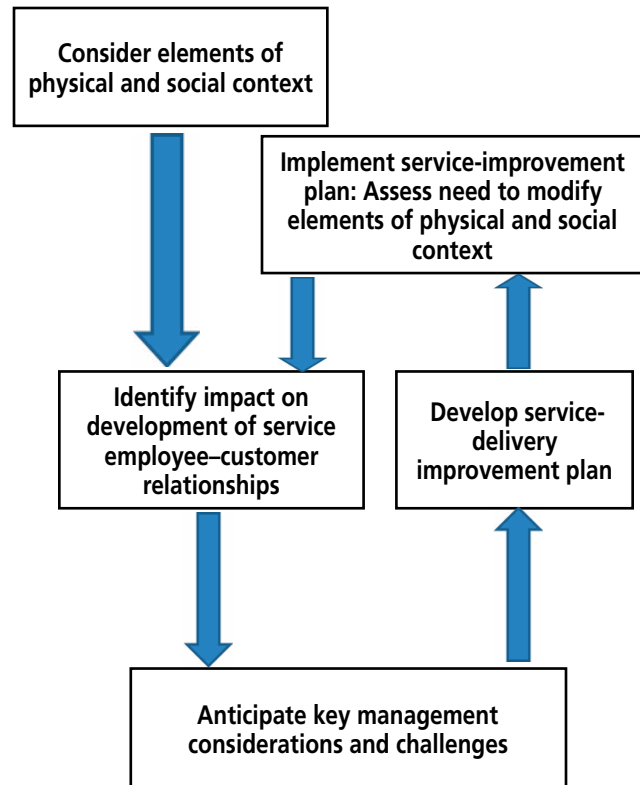 Consider elements of
physical and social context
Implement service-improvement
plan: Assess need to modify
elements of physical and social
context
Identify impact on
development of service
employee–customer
relationships
Develop service-
delivery
improvement plan
Anticipate key management
considerations and challenges